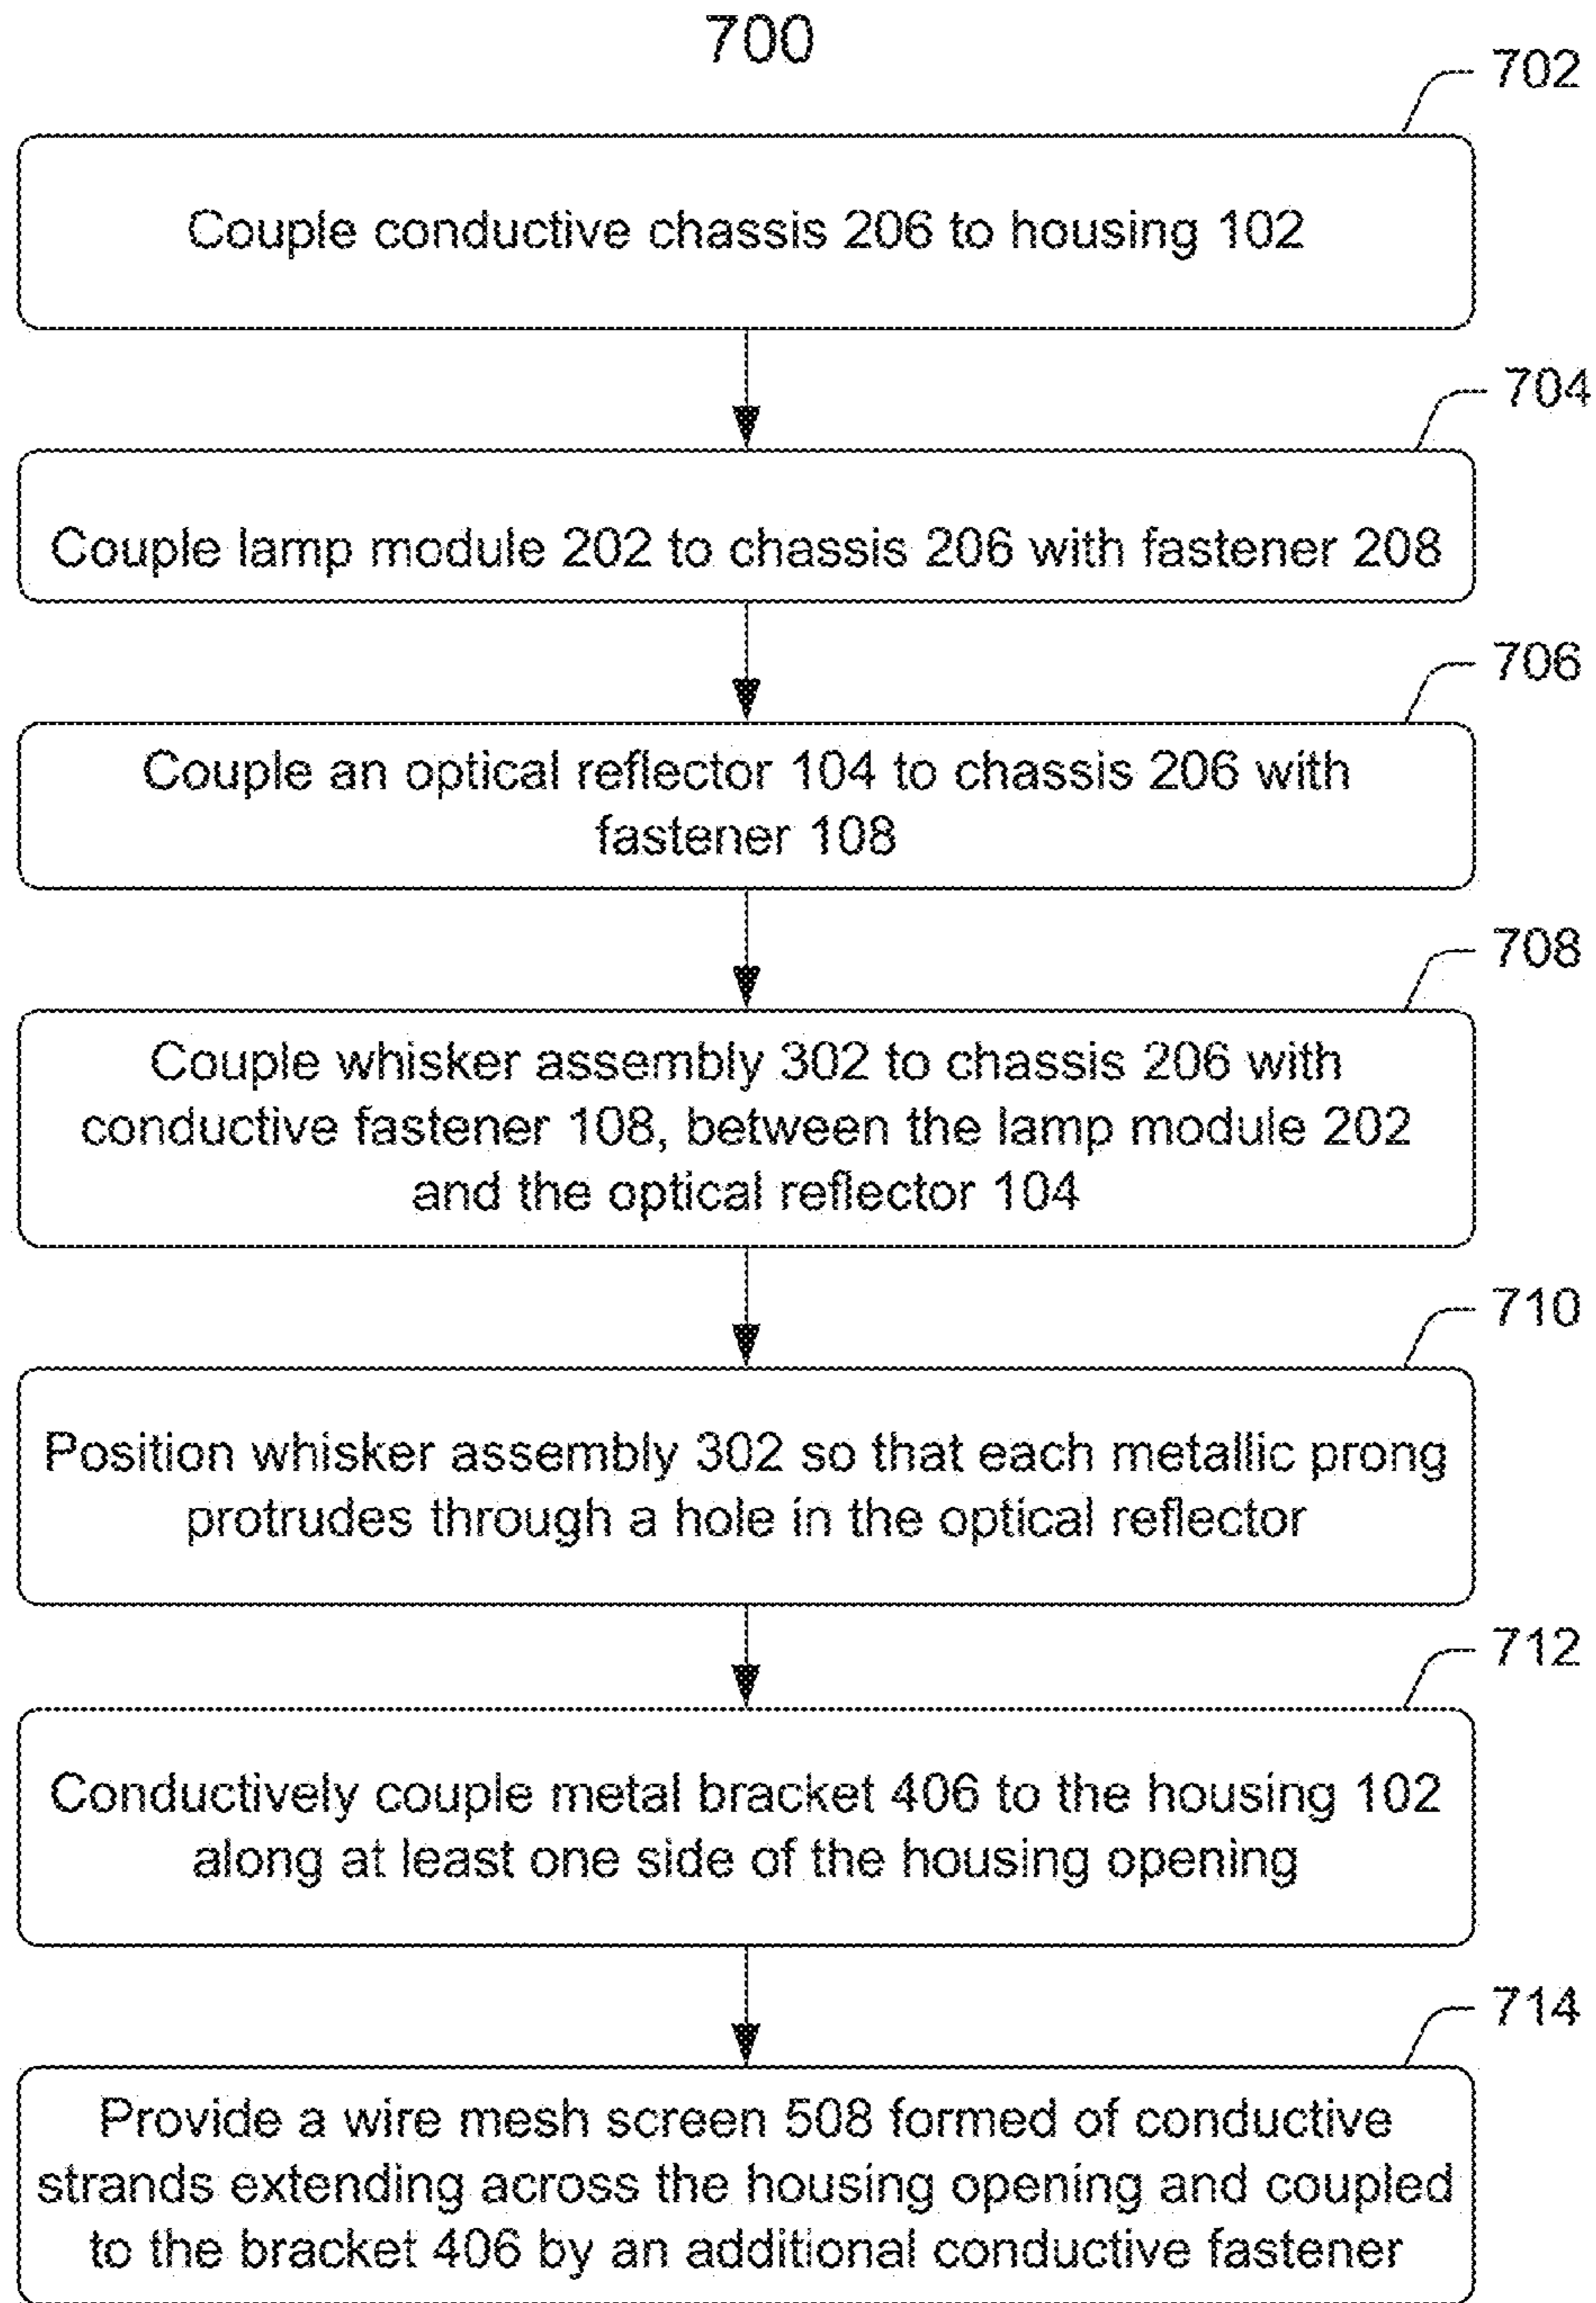 700
702
Couple conductive chassis 206 to housing 102
704
Couple lamp module 202 to chassis 206 with fastener 208
706
Couple an optical reflector 104 to chassis 206 with
fastener 108
708
Couple whisker assembly 302 to chassis 206 with
conductive fastener 108, between the lamp module 202
and the optical reflector 104
710
Position whisker assembly 302 so that each metallic prong
protrudes through a hole in the optical reflector
712
Conductively couple metal bracket 406 to the housing 102
along at least one side of the housing opening
714
Provide a wire mesh screen 508 formed of conductive
strands extending across the housing opening and coupled
to the bracket 406 by an additional conductive fastener